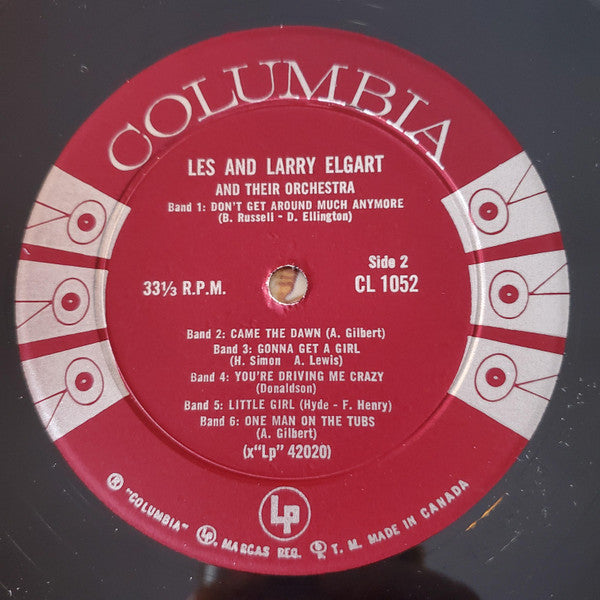 COLUMBIA
LES AND LARRY ELGART
AND THEIR ORCHESTRA
Band 1: DON'T GET AROUND MUCH ANYMORE
(B. Russell - D. Ellington)
33⅓ R.P.M.
Side 2
CL 1052
Band 2: CAME THE DAWN (A. Gilbert)
Band 3: GONNA GET A GIRL
(H. Simon A. Lewis)
Band 4: YOU'RE DRIVING ME CRAZY
(Donaldson)
Band 5: LITTLE GIRL (Hyde - F. Henry)
Band 6: ONE MAN ON THE TUBS
(A. Gilbert)
(x"Lp" 42020)
Lp
® "COLUMBIA" Lp. MARCAS REG. T. M. MADE IN CANADA